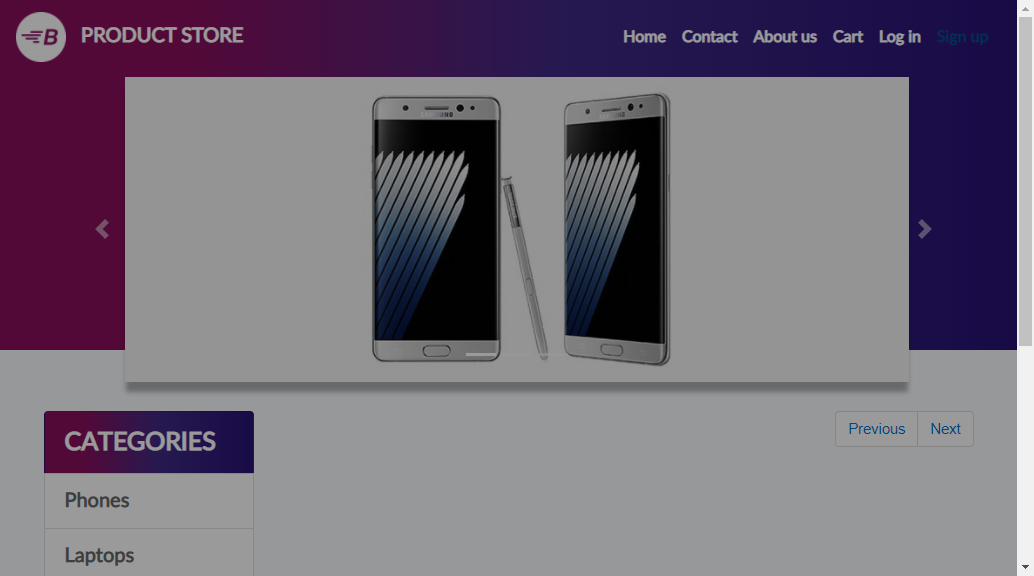 B PRODUCT STORE
Home Contact About us Cart Log in Sign up
SAMSUNG SAMSUNG
CATEGORIES
Previous Next
Phones
Laptops